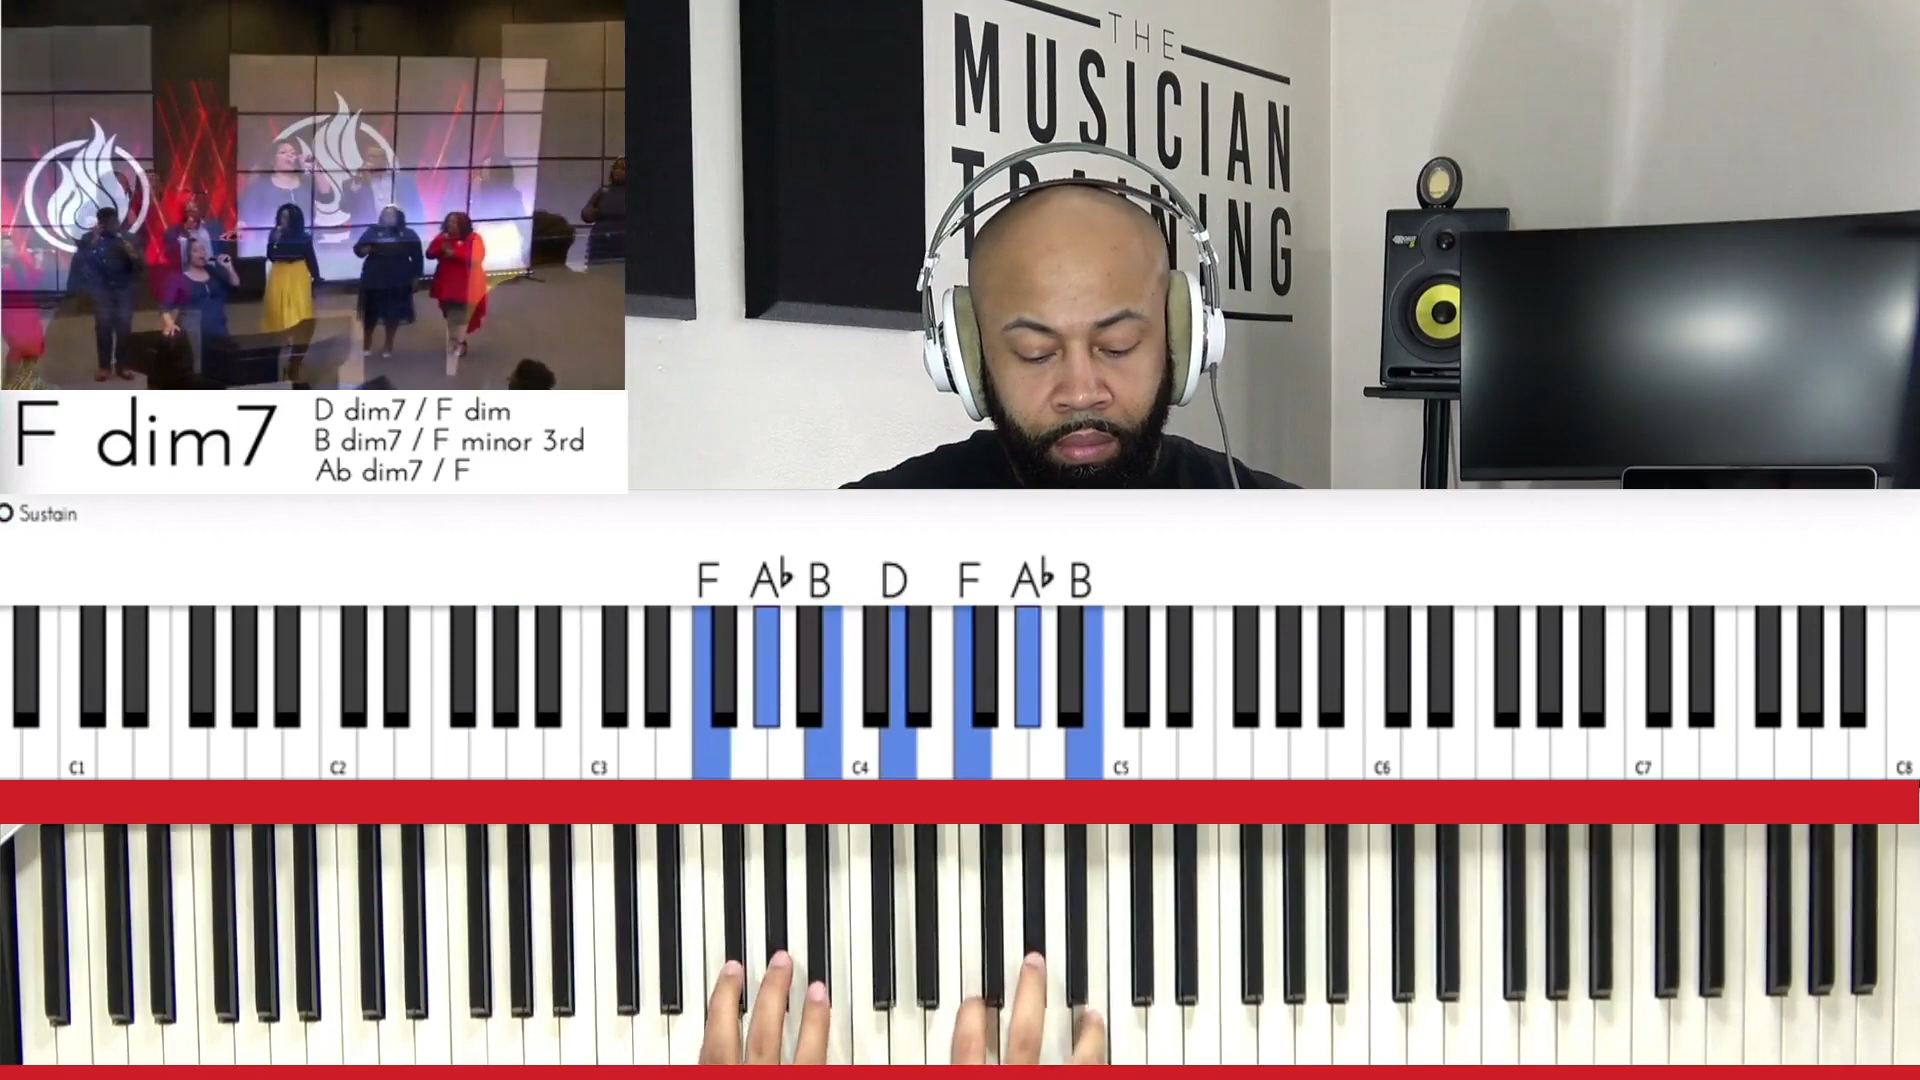 THE
MUSICIAN
TRAINING
F dim7
D dim7 / F dim
B dim7 / F minor 3rd
Ab dim7 / F
Sustain
F A♭ B D F A♭ B
C1 C2 C3 C4 C5 C6 C7 C8